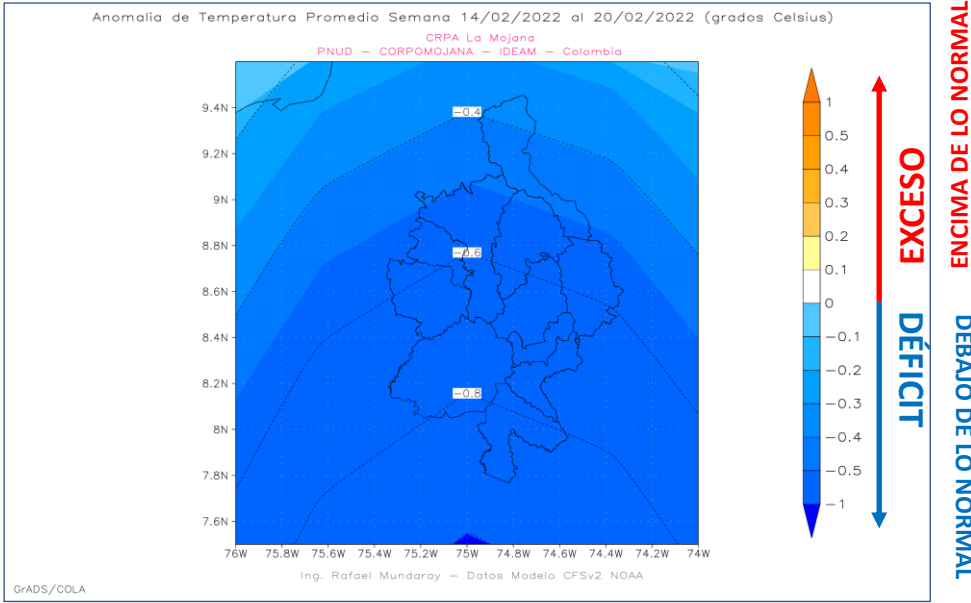 Anomalia de Temperatura Promedio Semana 14/02/2022 al 20/02/2022 (grados Celsius)
CRPA La Mojana
PNUD – CORPOMOJANA – IDEAM – Colombia
9.4N
9.2N
9N
8.8N
8.6N
8.4N
8.2N
8N
7.8N
7.6N
-0.4
-0.6
-0.8
76W 75.8W 75.6W 75.4W 75.2W 75W 74.8W 74.6W 74.4W 74.2W 74W
Ing. Rafael Mundaray – Datos Modelo CFSv2 NOAA
GrADS/COLA
1
0.5
0.4
0.3
0.2
0.1
0
-0.1
-0.2
-0.3
-0.4
-0.5
-1
EXCESO
DÉFICIT
ENCIMA DE LO NORMAL
DEBAJO DE LO NORMAL